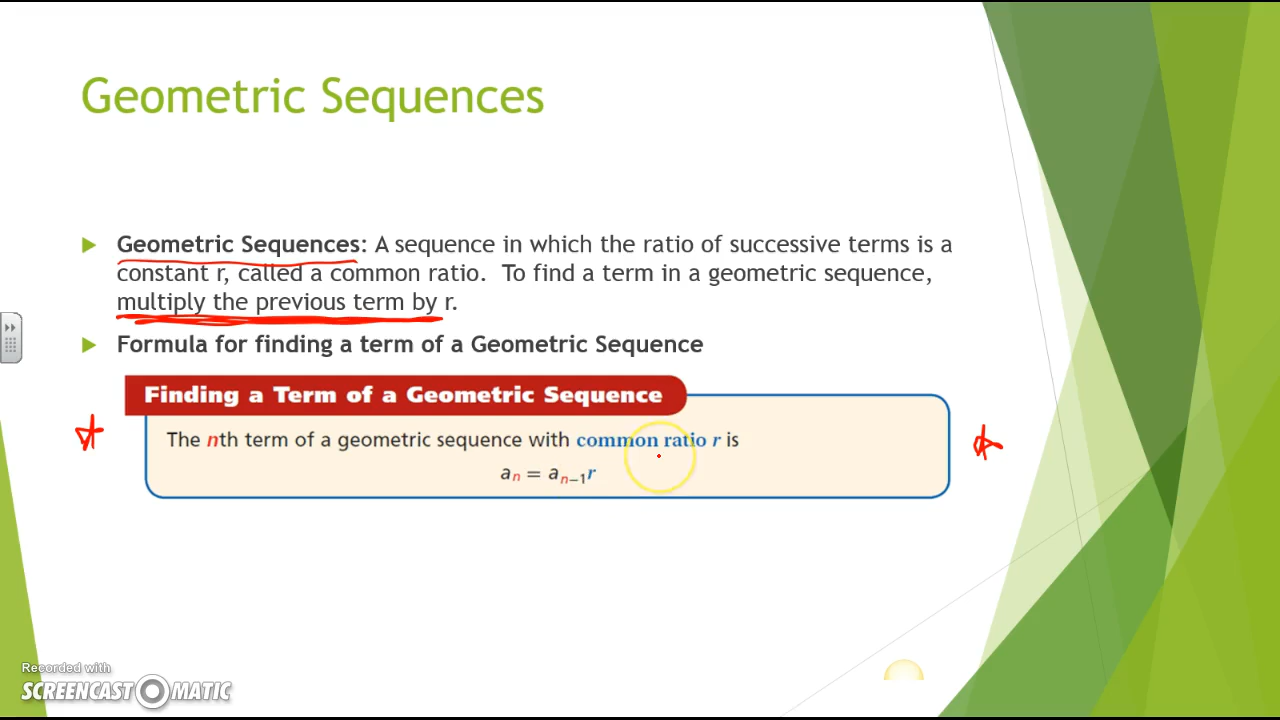 Geometric Sequences
Geometric Sequences: A sequence in which the ratio of successive terms is a
constant r, called a common ratio. To find a term in a geometric sequence,
multiply the previous term by r.
Formula for finding a term of a Geometric Sequence
Finding a Term of a Geometric Sequence
The nth term of a geometric sequence with common ratio r is
aₙ = aₙ₋₁r
Recorded with
SCREENCAST MATIC